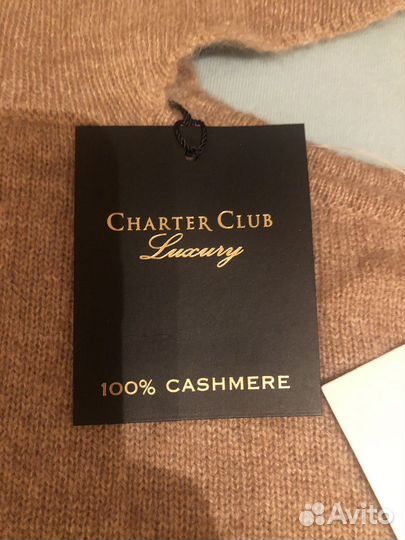 CHARTER CLUB
Luxury
100% CASHMERE
Avito